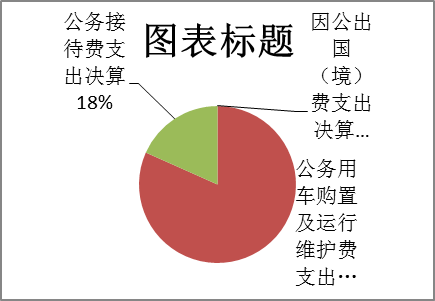 图表标题
公务接
待费支
出决算
18%
因公出
国
（境）
费支出
决算...
公务用
车购置
及运行
维护费
支出…